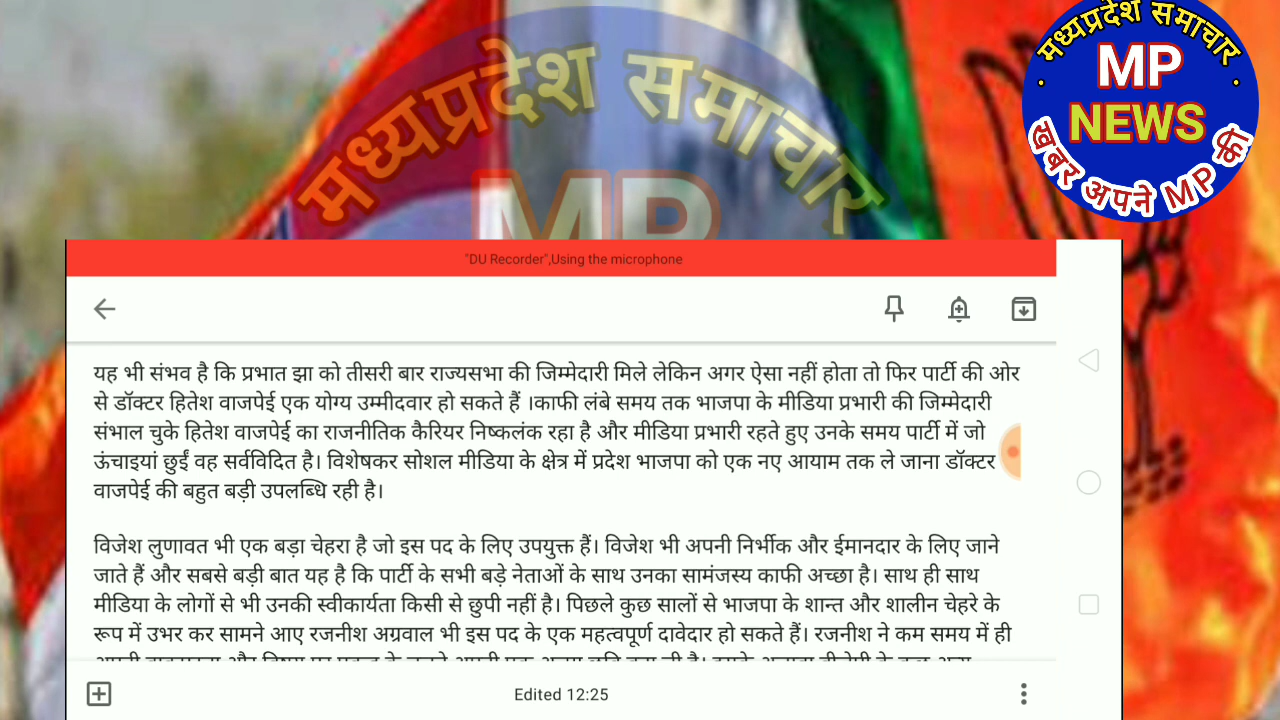 मध्यप्रदेश समाचार
MP
मध्यप्रदेश समाचार
MP
NEWS
खबर अपने MP की
"DU Recorder",Using the microphone
यह भी संभव है कि प्रभात झा को तीसरी बार राज्यसभा की जिम्मेदारी मिले लेकिन अगर ऐसा नहीं होता तो फिर पार्टी की ओर
से डॉक्टर हितेश वाजपेई एक योग्य उम्मीदवार हो सकते हैं ।काफी लंबे समय तक भाजपा के मीडिया प्रभारी की जिम्मेदारी
संभाल चुके हितेश वाजपेई का राजनीतिक कैरियर निष्कलंक रहा है और मीडिया प्रभारी रहते हुए उनके समय पार्टी में जो
ऊंचाइयां छुईं वह सर्वविदित है। विशेषकर सोशल मीडिया के क्षेत्र में प्रदेश भाजपा को एक नए आयाम तक ले जाना डॉक्टर
वाजपेई की बहुत बड़ी उपलब्धि रही है।
विजेश लुणावत भी एक बड़ा चेहरा है जो इस पद के लिए उपयुक्त हैं। विजेश भी अपनी निर्भीक और ईमानदार के लिए जाने
जाते हैं और सबसे बड़ी बात यह है कि पार्टी के सभी बड़े नेताओं के साथ उनका सामंजस्य काफी अच्छा है। साथ ही साथ
मीडिया के लोगों से भी उनकी स्वीकार्यता किसी से छुपी नहीं है। पिछले कुछ सालों से भाजपा के शान्त और शालीन चेहरे के
रूप में उभर कर सामने आए रजनीश अग्रवाल भी इस पद के एक महत्वपूर्ण दावेदार हो सकते हैं। रजनीश ने कम समय में ही
Edited 12:25